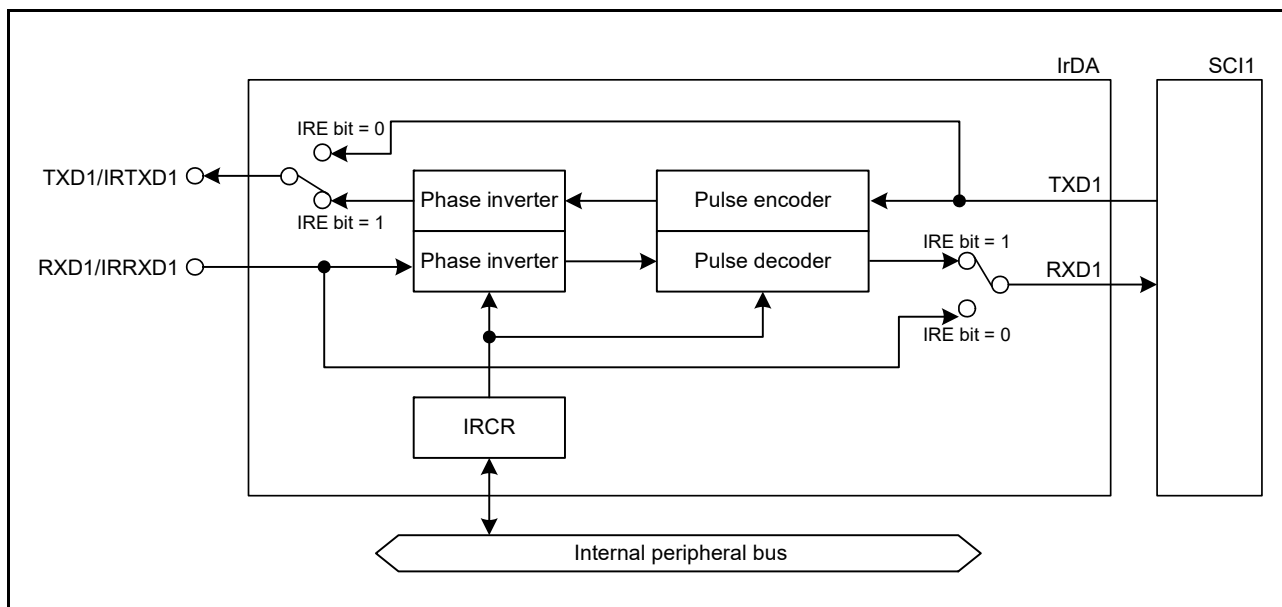 IrDA
SCI1
IRE bit = 0
TXD1/IRTXD1
Phase inverter
Pulse encoder
TXD1
IRE bit = 1
RXD1/IRRXD1
Phase inverter
Pulse decoder
IRE bit = 1
RXD1
IRE bit = 0
IRCR
Internal peripheral bus